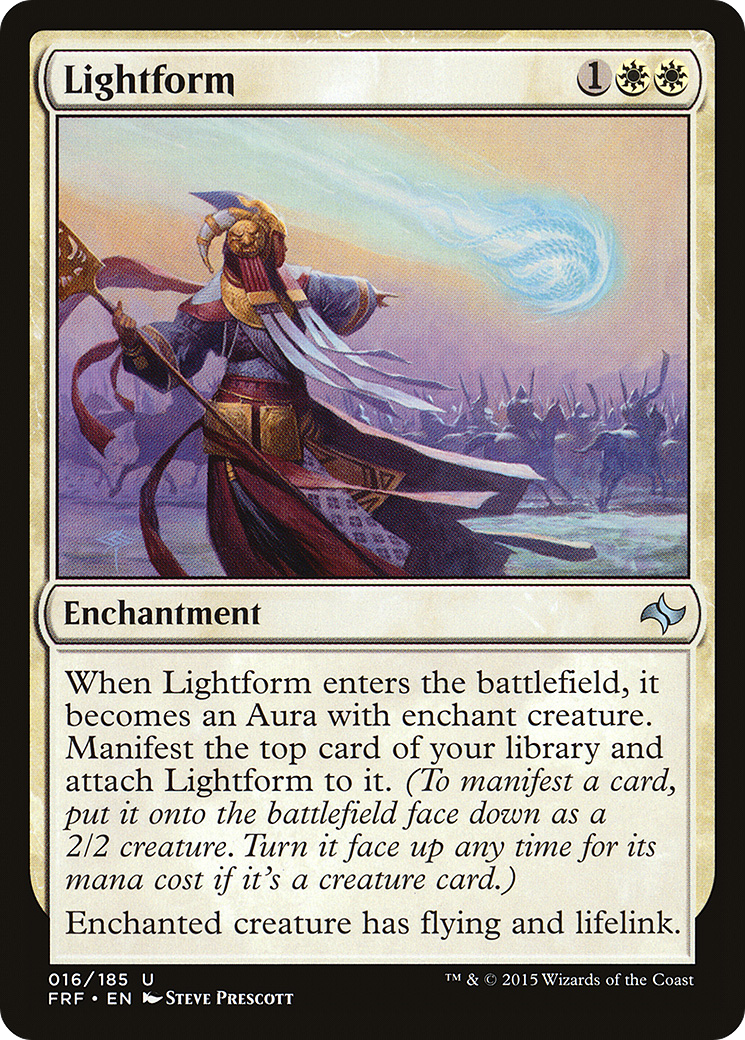 Lightform 1
Enchantment
When Lightform enters the battlefield, it
becomes an Aura with enchant creature.
Manifest the top card of your library and
attach Lightform to it. (To manifest a card,
put it onto the battlefield face down as a
2/2 creature. Turn it face up any time for its
mana cost if it's a creature card.)
Enchanted creature has flying and lifelink.
016/185 U
™ & © 2015 Wizards of the Coast
FRF • EN Steve Prescott